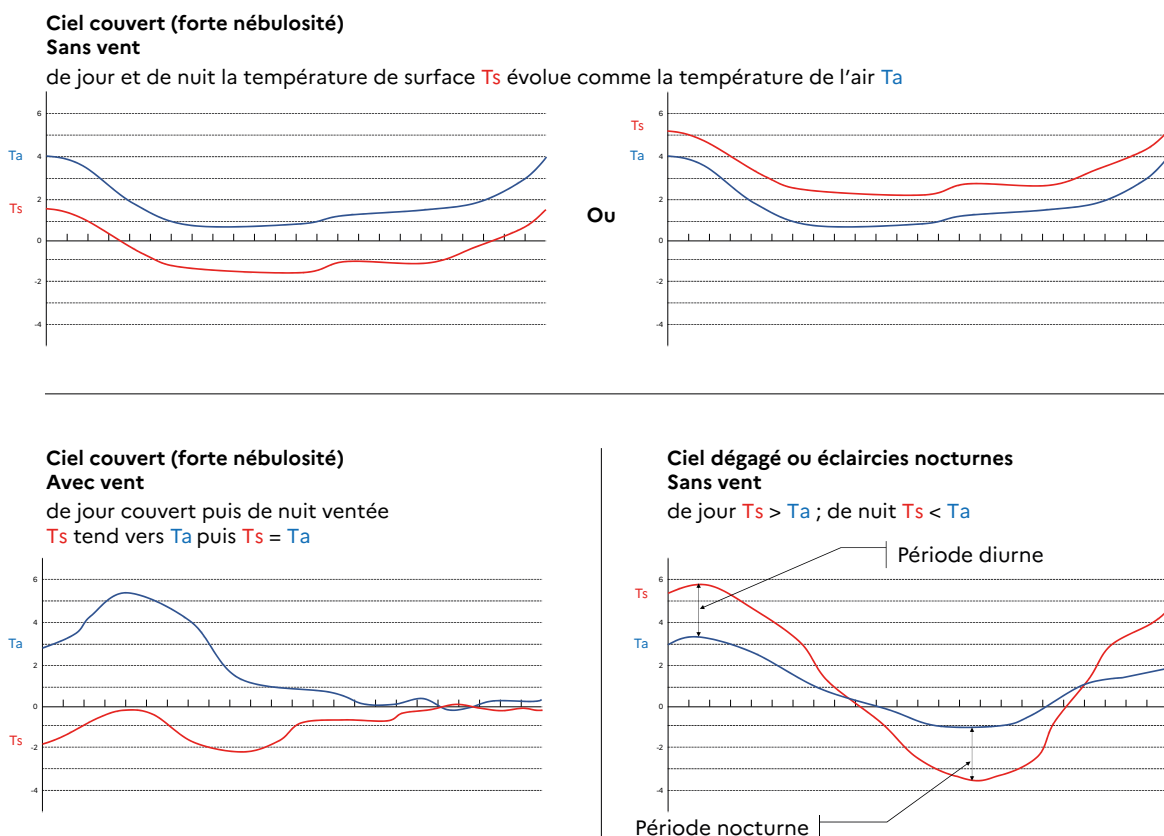 Ciel couvert (forte nébulosité)
Sans vent
de jour et de nuit la température de surface Ts évolue comme la température de l'air Ta
6
Ta
4
2
Ts
0
-2
-4
Ou
6
Ts
Ta
4
2
0
-2
-4
Ciel couvert (forte nébulosité)
Avec vent
de jour couvert puis de nuit ventée
Ts tend vers Ta puis Ts = Ta
6
4
Ta
2
0
Ts
-2
-4
Ciel dégagé ou éclaircies nocturnes
Sans vent
de jour Ts > Ta ; de nuit Ts < Ta
Période diurne
6
Ts
4
Ta
2
0
-2
-4
Période nocturne